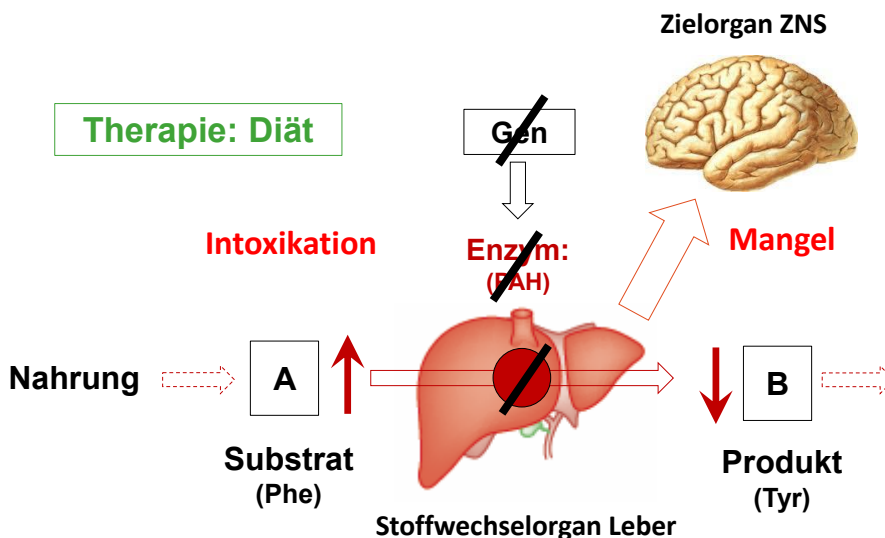 Zielorgan ZNS
Therapie: Diät
Gen
Intoxikation
Enzym:
(PAH)
Mangel
Nahrung
A
B
Substrat
(Phe)
Produkt
(Tyr)
Stoffwechselorgan Leber